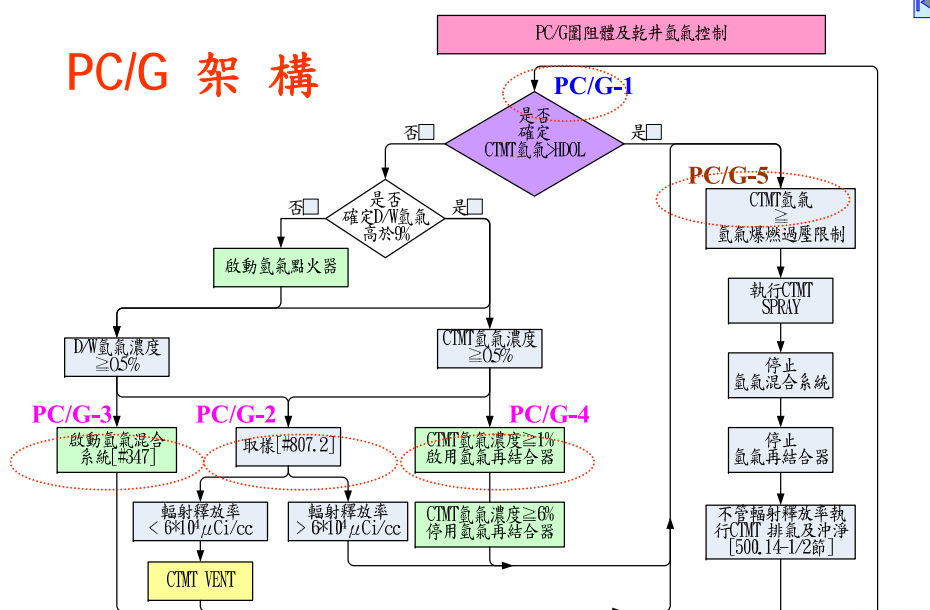 PC/G圍阻體及乾井氫氣控制
PC/G 架 構
PC/G-1
是否
確定
CTMT氫氣>HDOL
否
是
是否
確定D/W氫氣
高於9%
否
是
PC/G-5
CTMT氫氣
≧
氫氣爆燃過壓限制
啟動氫氣點火器
執行CTMT
SPRAY
D/W氫氣濃度
≧0.5%
CTMT氫氣濃度
≧0.5%
停止
氫氣混合系統
PC/G-3
PC/G-2
PC/G-4
啟動氫氣混合
系統[#347]
取樣[#807.2]
CTMT氫氣濃度≧1%
啟用氫氣再結合器
停止
氫氣再結合器
輻射釋放率
< 6*10⁴ μCi/cc
輻射釋放率
> 6*10⁴ μCi/cc
CTMT氫氣濃度≧6%
停用氫氣再結合器
不管輻射釋放率執
行CTMT 排氣及沖淨
[500.14-1/2節]
CTMT VENT